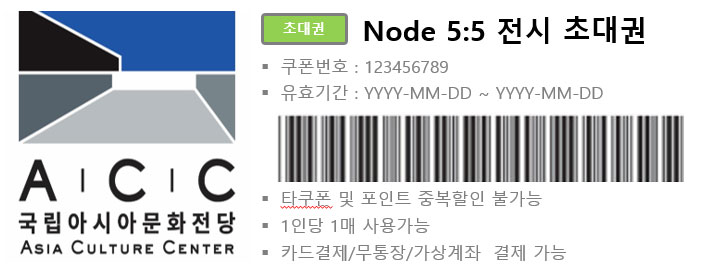 초대권
Node 5:5 전시 초대권
쿠폰번호 : 123456789
유효기간 : YYYY-MM-DD ~ YYYY-MM-DD
타쿠폰 및 포인트 중복할인 불가능
1인당 1매 사용가능
카드결제/무통장/가상계좌 결제 가능
A C C
국립아시아문화전당
ASIA CULTURE CENTER